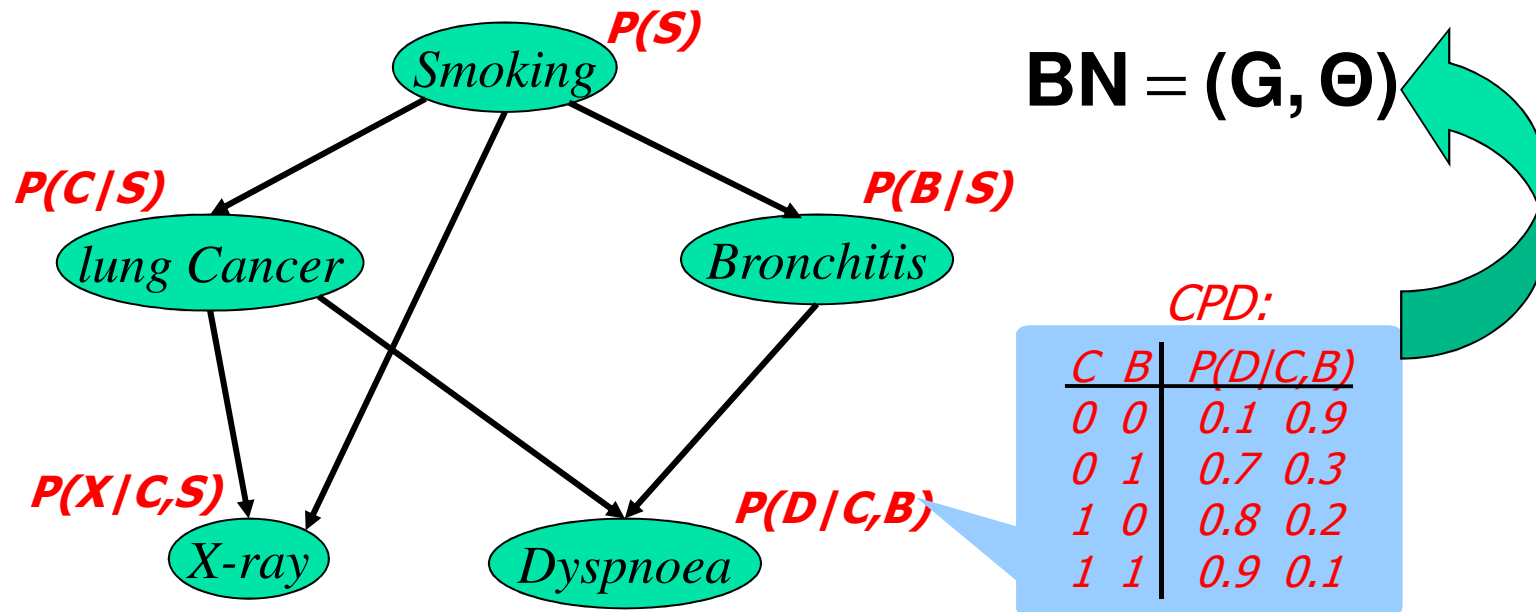 P(S)
Smoking
BN = (G, Θ)
P(C|S)
P(B|S)
lung Cancer
Bronchitis
CPD:
C B P(D|C,B)
0 0 0.1 0.9
0 1 0.7 0.3
1 0 0.8 0.2
1 1 0.9 0.1
P(X|C,S)
P(D|C,B)
X-ray
Dyspnoea